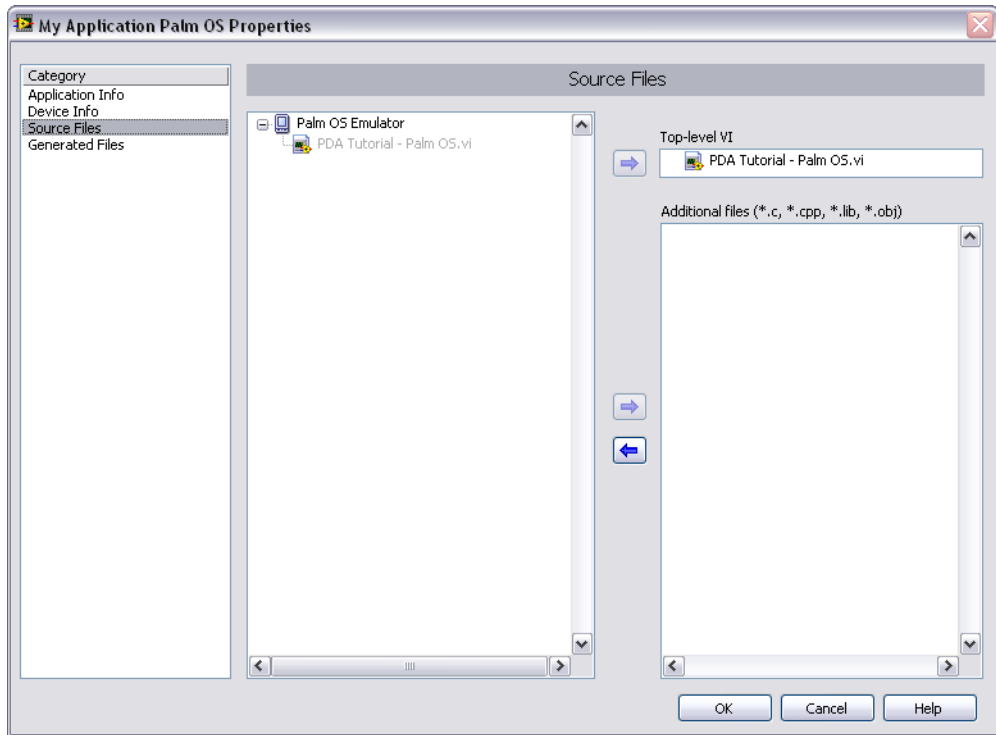 My Application Palm OS Properties
Category
Application Info
Device Info
Source Files
Generated Files
Source Files
Palm OS Emulator
PDA Tutorial - Palm OS.vi
Top-level VI
PDA Tutorial - Palm OS.vi
Additional files (*.c, *.cpp, *.lib, *.obj)
OK
Cancel
Help